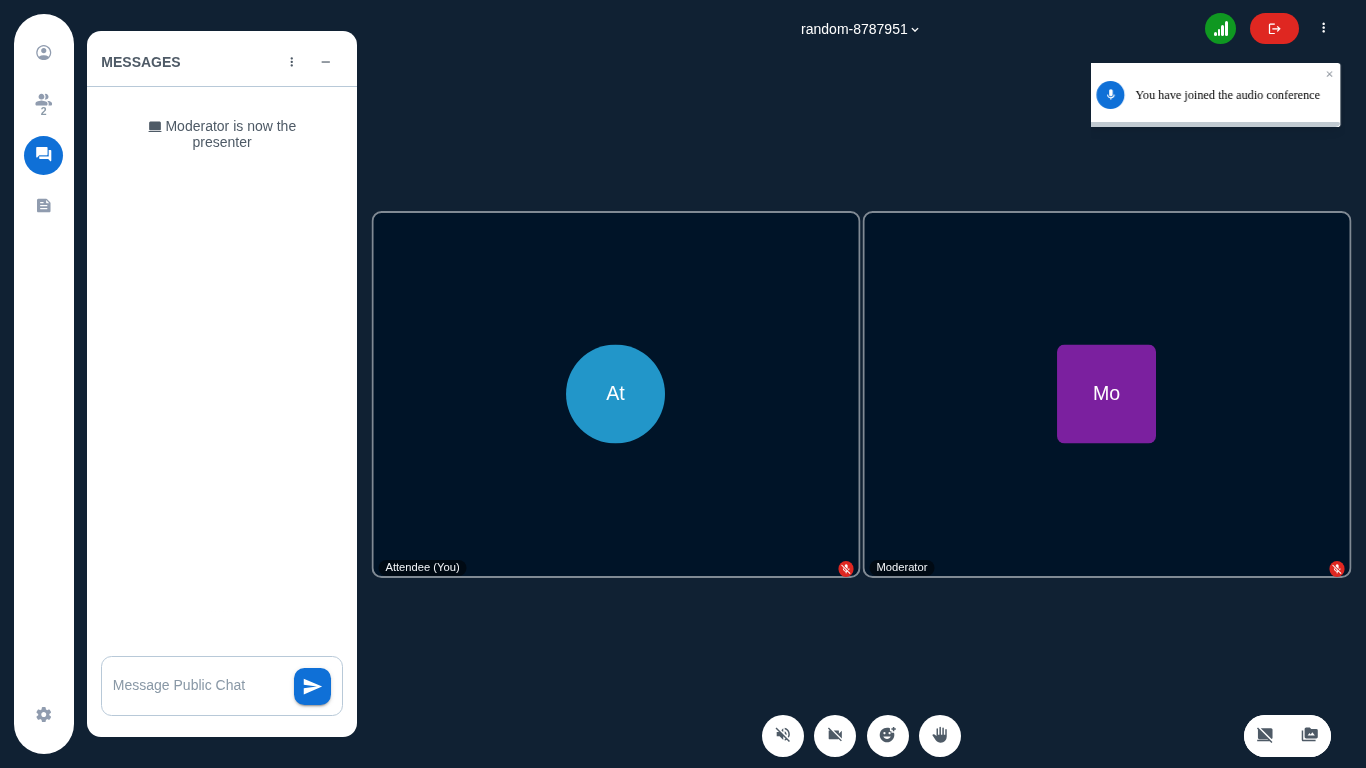 random-8787951
MESSAGES
2
Moderator is now the
presenter
You have joined the audio conference
At
Mo
Attendee (You)
Moderator
Message Public Chat